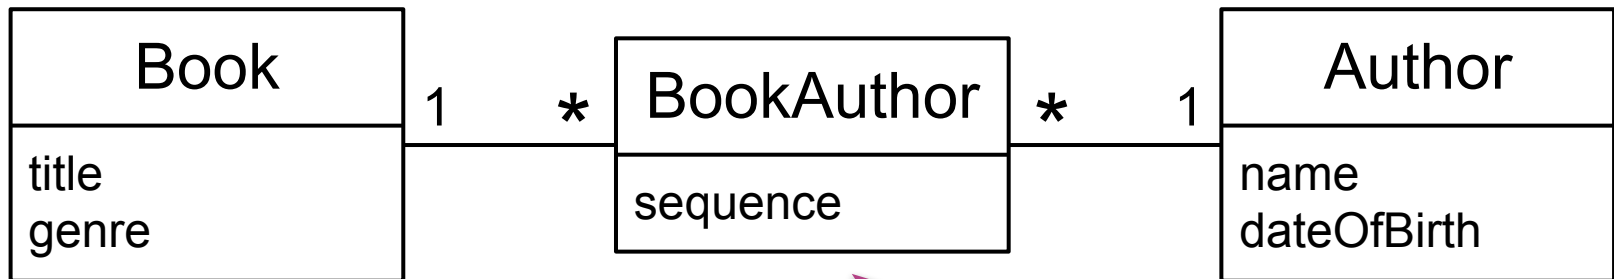 Book
title
genre
1
*
BookAuthor
sequence
*
1
Author
name
dateOfBirth